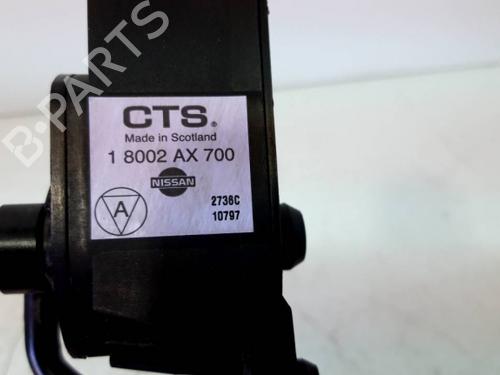 CTS®
Made in Scotland
1 8002 AX 700
NISSAN
A
2736C
10797
B-PARTS